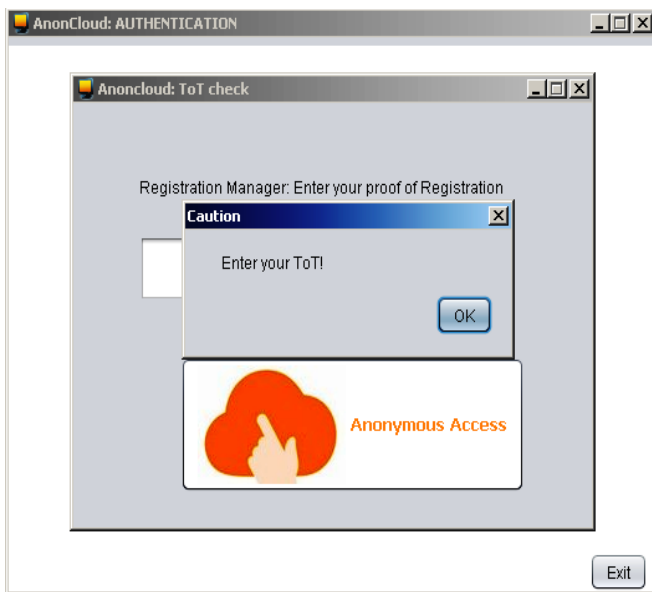 AnonCloud: AUTHENTICATION
Anoncloud: ToT check
Registration Manager: Enter your proof of Registration
Caution
Enter your ToT!
OK
Anonymous Access
Exit